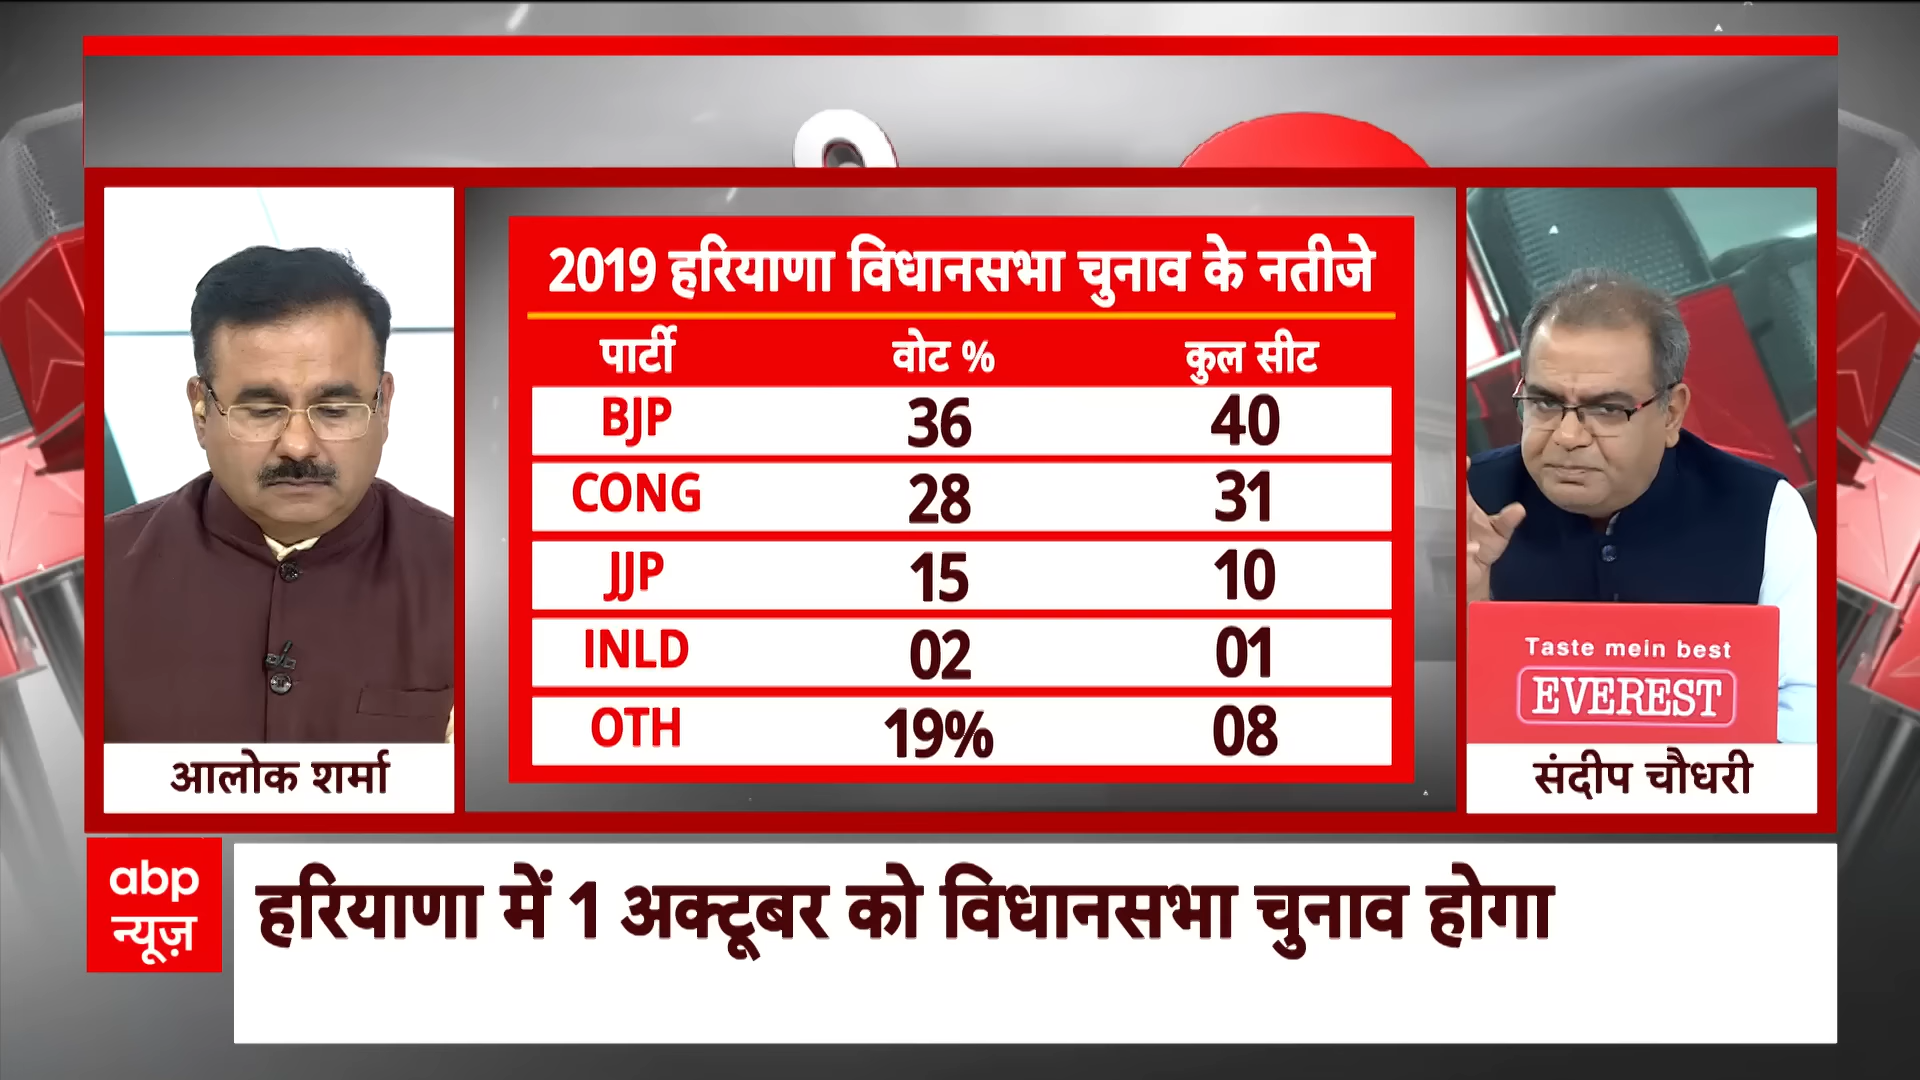 2019 हरियाणा विधानसभा चुनाव के नतीजे
पार्टी वोट % कुल सीट
BJP 36 40
CONG 28 31
JJP 15 10
INLD 02 01
OTH 19% 08
आलोक शर्मा
Taste mein best
EVEREST
संदीप चौधरी
abp
न्यूज़
हरियाणा में 1 अक्टूबर को विधानसभा चुनाव होगा